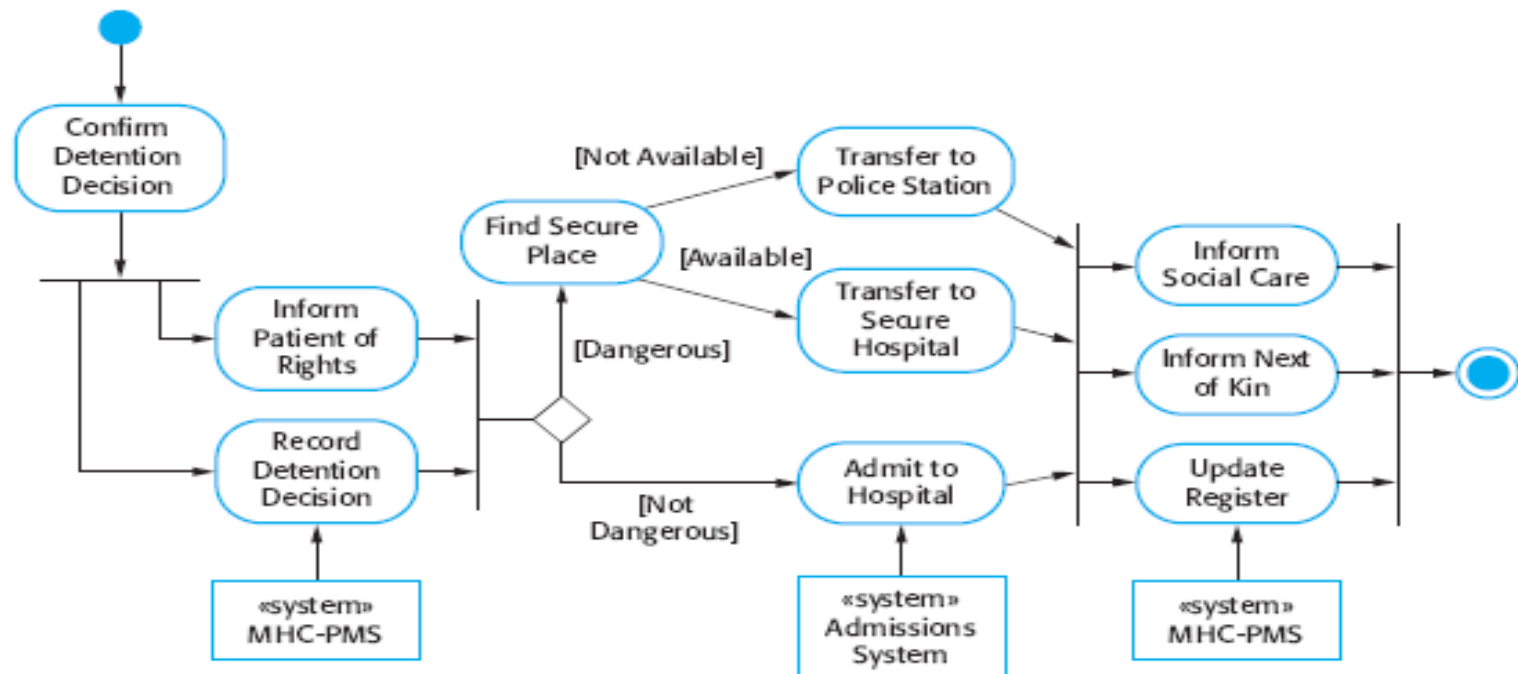 Confirm
Detention
Decision
Inform
Patient of
Rights
Record
Detention
Decision
«system»
MHC-PMS
Find Secure
Place
[Dangerous]
[Not
Dangerous]
[Not Available]
[Available]
Transfer to
Police Station
Transfer to
Secure
Hospital
Admit to
Hospital
«system»
Admissions
System
Inform
Social Care
Inform Next
of Kin
Update
Register
«system»
MHC-PMS